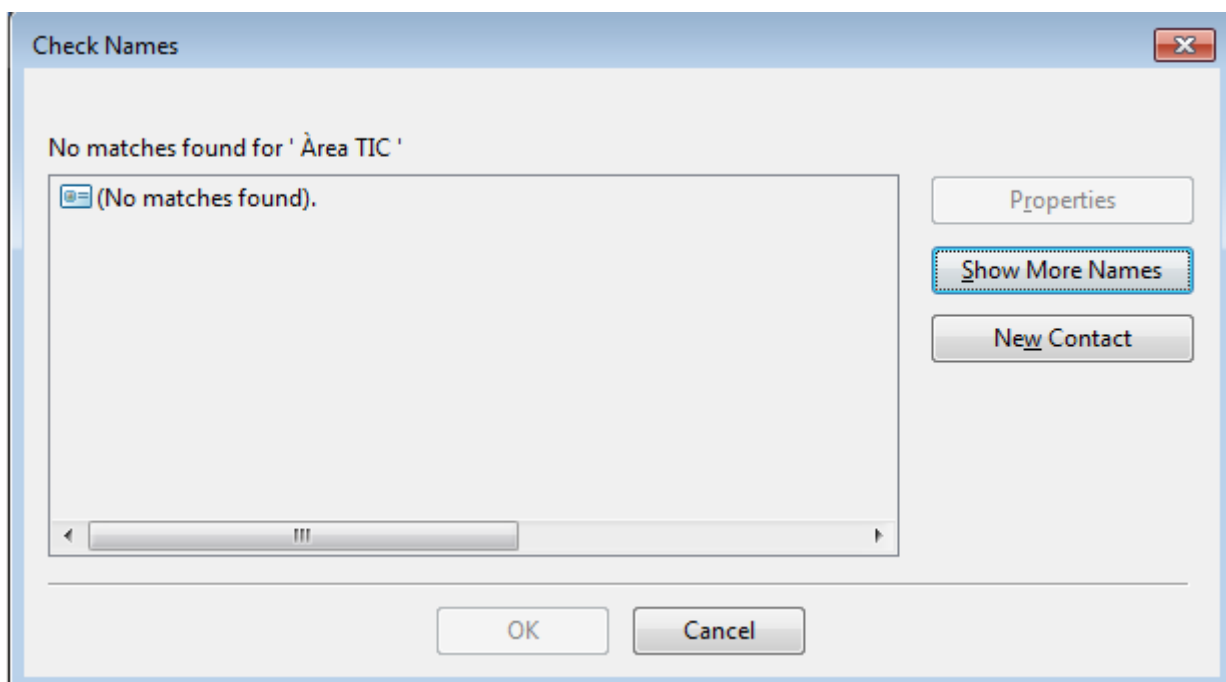 Check Names
No matches found for ' Àrea TIC '
(No matches found).
Properties
Show More Names
New Contact
OK
Cancel